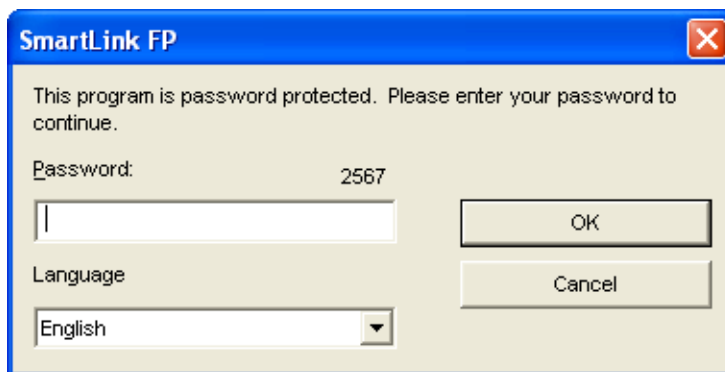 SmartLink FP
This program is password protected.  Please enter your password to
continue.
Password:
2567
OK
Language
Cancel
English